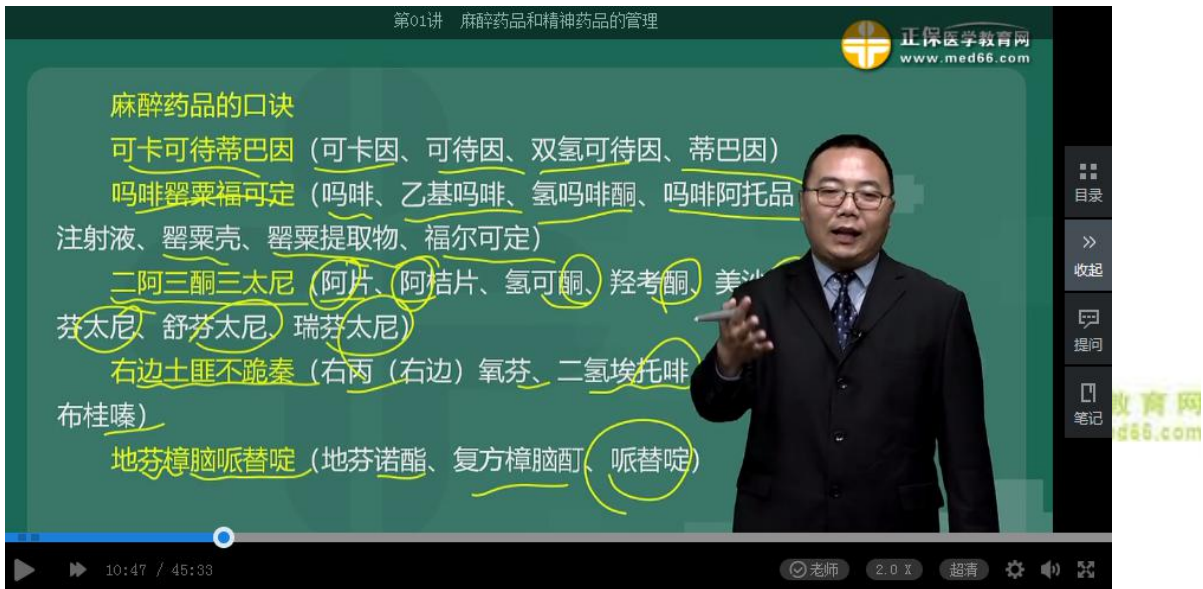 第01讲 麻醉药品和精神药品的管理
正保医学教育网
www.med66.com
麻醉药品的口诀
可卡可待蒂巴因（可卡因、可待因、双氢可待因、蒂巴因）
吗啡罂粟福可定（吗啡、乙基吗啡、氢吗啡酮、吗啡阿托品
注射液、罂粟壳、罂粟提取物、福尔可定）
二阿三酮三太尼（阿片、阿桔片、氢可酮、羟考酮、美沙
芬太尼、舒芬太尼、瑞芬太尼）
右边土匪不跪秦（右丙（右边）氧芬、二氢埃托啡
布桂嗪）
地芬樟脑哌替啶（地芬诺酯、复方樟脑酊、哌替啶）
目录
收起
提问
笔记
教育网
d66.com
10:47 / 45:33
老师
2.0 X
超清